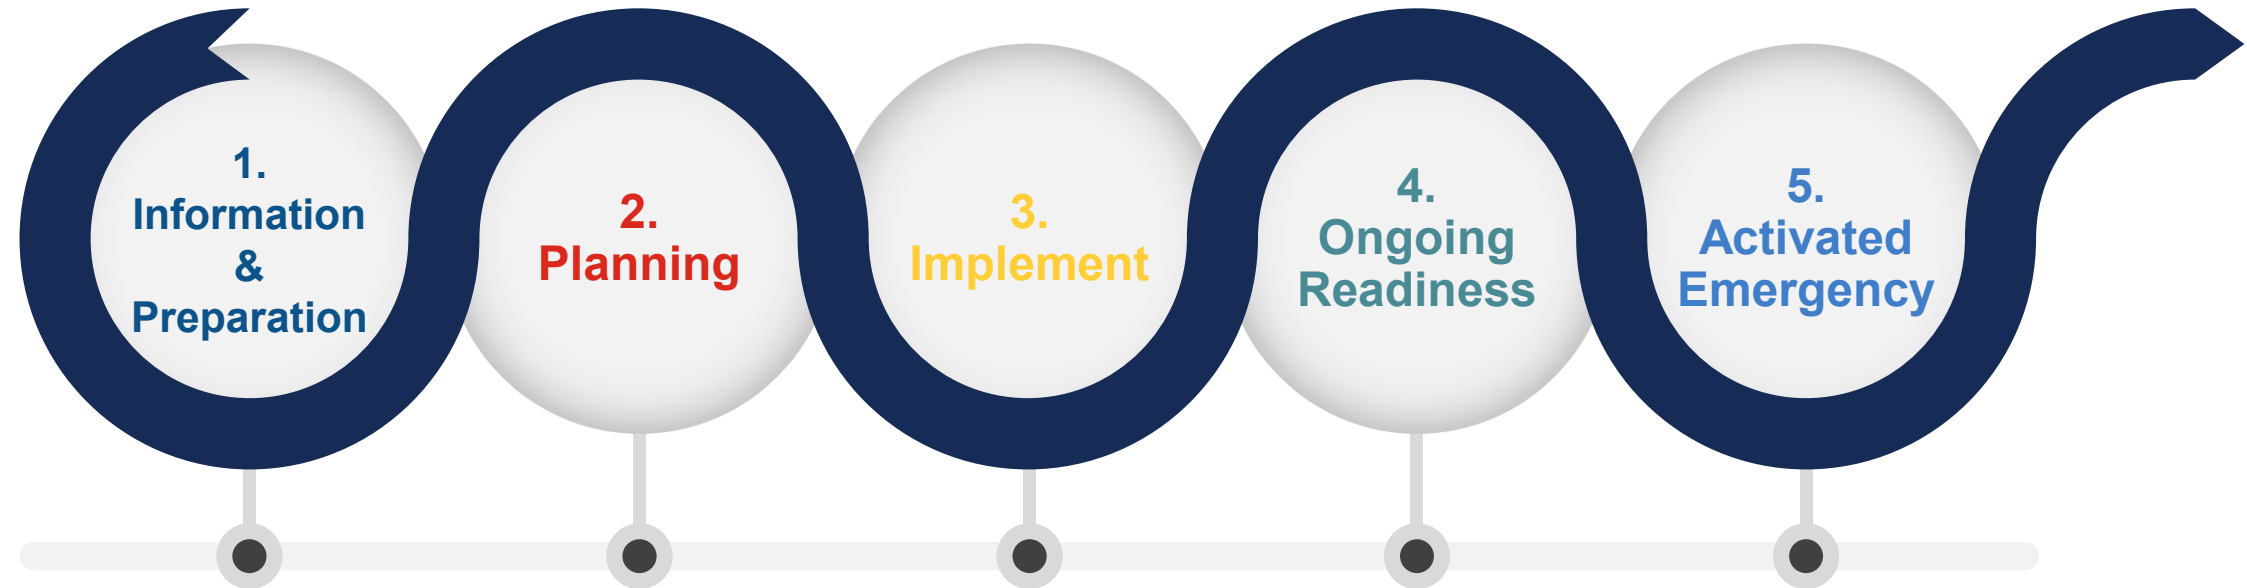 1.
Information
&
Preparation
2.
Planning
3.
Implement
4.
Ongoing
Readiness
5.
Activated
Emergency